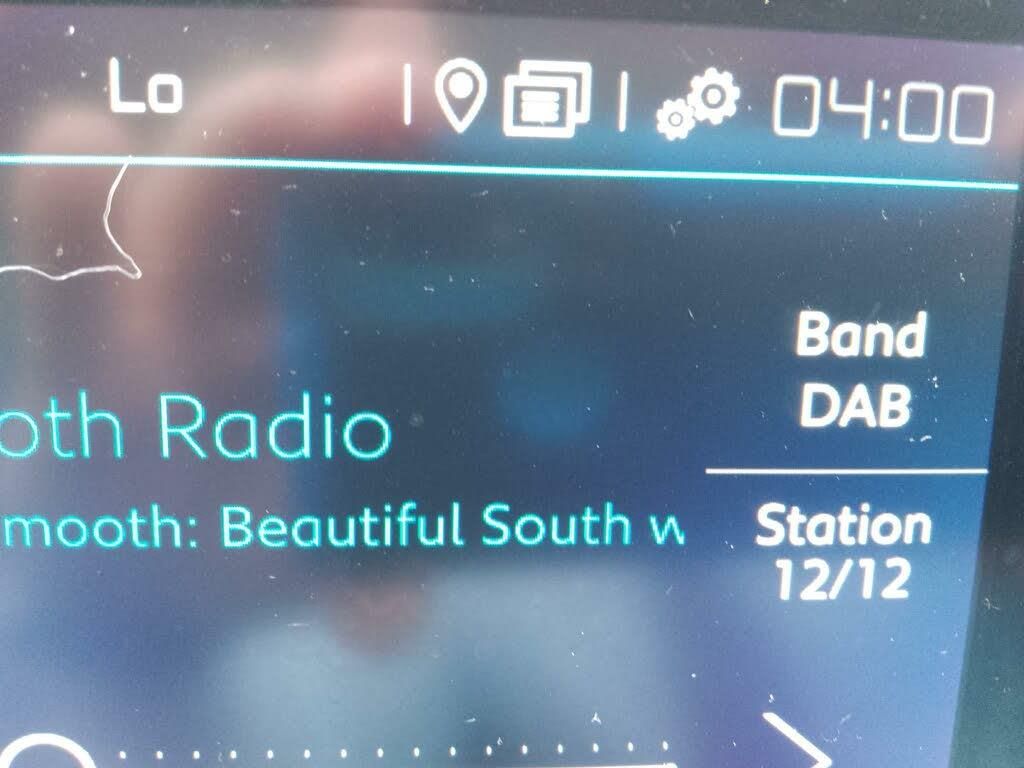 Lo 04:00
Band
DAB
oth Radio
mooth: Beautiful South w
Station
12/12